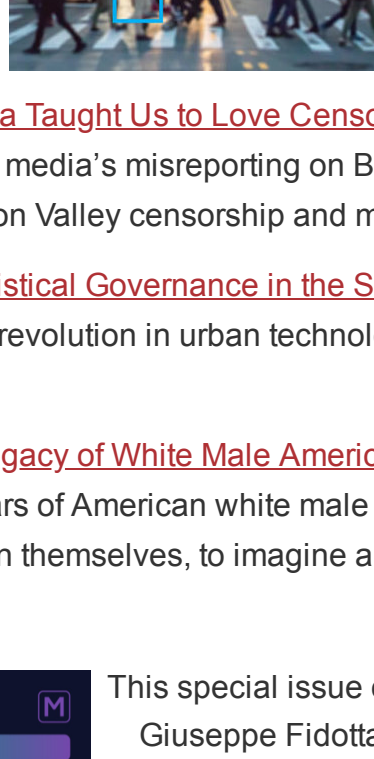 a Taught Us to Love Censo
media's misreporting on B
on Valley censorship and m
istical Governance in the S
revolution in urban technol
gacy of White Male Americ
ars of American white male
n themselves, to imagine a
M
This special issue
Giuseppe Fidotta